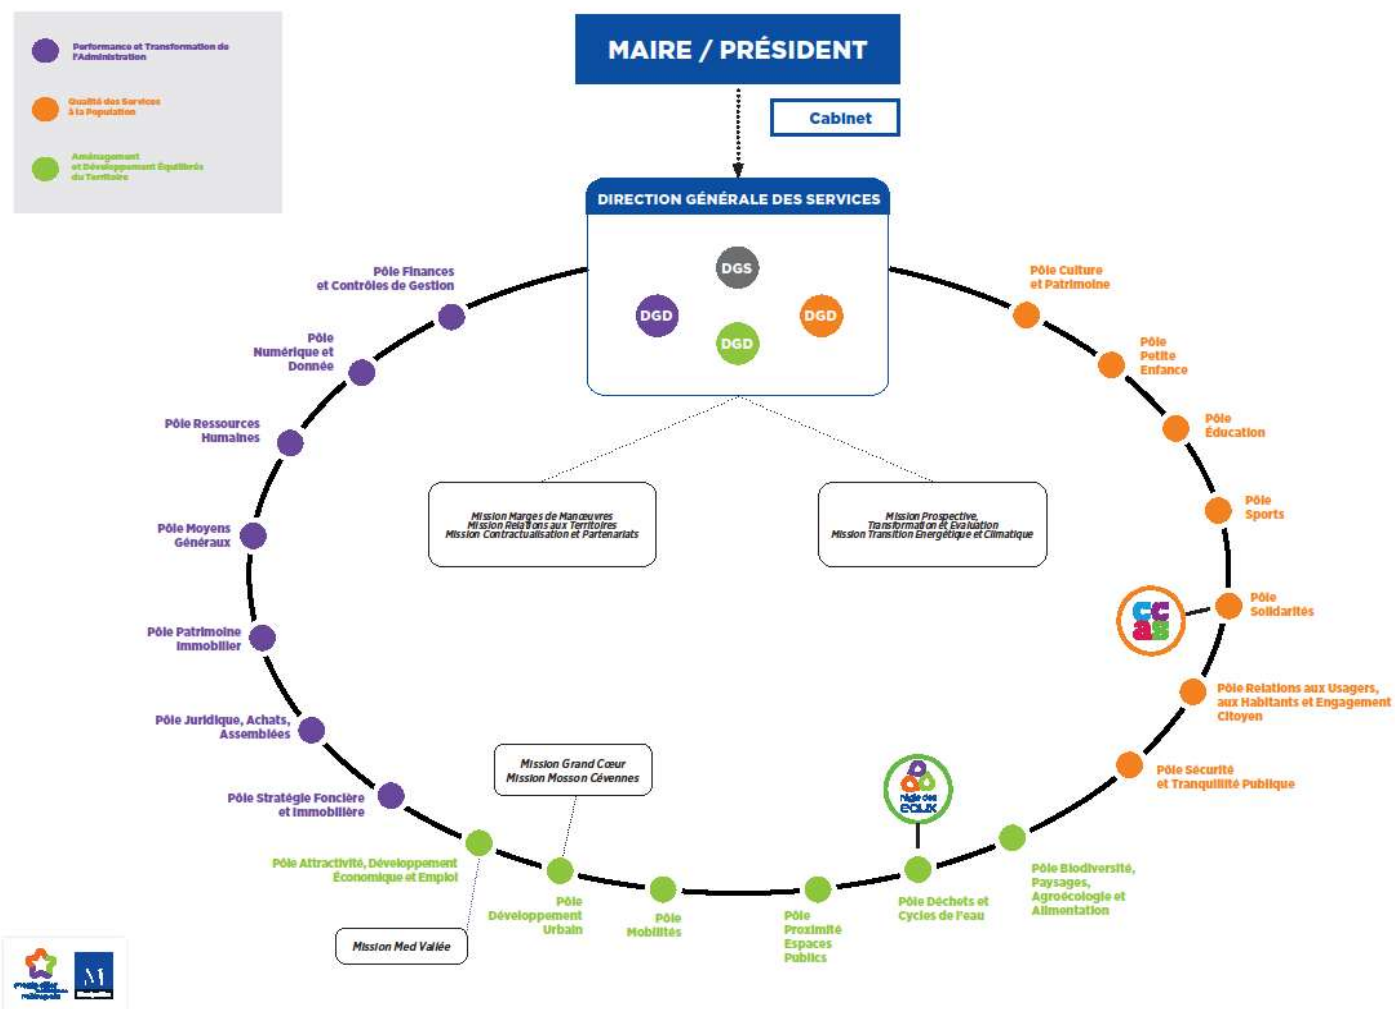 Performance et Transformation de
l'Administration
Qualité des Services
à la Population
Aménagement
et Développement Équilibrés
du Territoire
MAIRE / PRÉSIDENT
Cabinet
DIRECTION GÉNÉRALE DES SERVICES
DGS
DGD
DGD
DGD
Pôle Finances
et Contrôles de Gestion
Pôle
Numérique et
Donnée
Pôle Ressources
Humaines
Pôle Moyens
Généraux
Pôle Patrimoine
Immobilier
Pôle Juridique, Achats,
Assemblées
Pôle Stratégie Foncière
et Immobilière
Pôle Culture
et Patrimoine
Pôle
Petite
Enfance
Pôle
Éducation
Pôle
Sports
Pôle
Solidarités
ccas
Pôle Relations aux Usagers,
aux Habitants et Engagement
Citoyen
Pôle Sécurité
et Tranquillité Publique
Mission Marges de Manœuvres
Mission Relations aux Territoires
Mission Contractualisation et Partenariats
Mission Prospective,
Transformation et Evaluation
Mission Transition Energétique et Climatique
Mission Grand Cœur
Mission Mosson Cévennes
régie des
eaux
Pôle Attractivité, Développement
Économique et Emploi
Mission Med Vallée
Pôle
Développement
Urbain
Pôle
Mobilités
Pôle
Proximité
Espaces
Publics
Pôle Déchets et
Cycles de l'eau
Pôle Biodiversité,
Paysages,
Agroécologie et
Alimentation
métropole
M